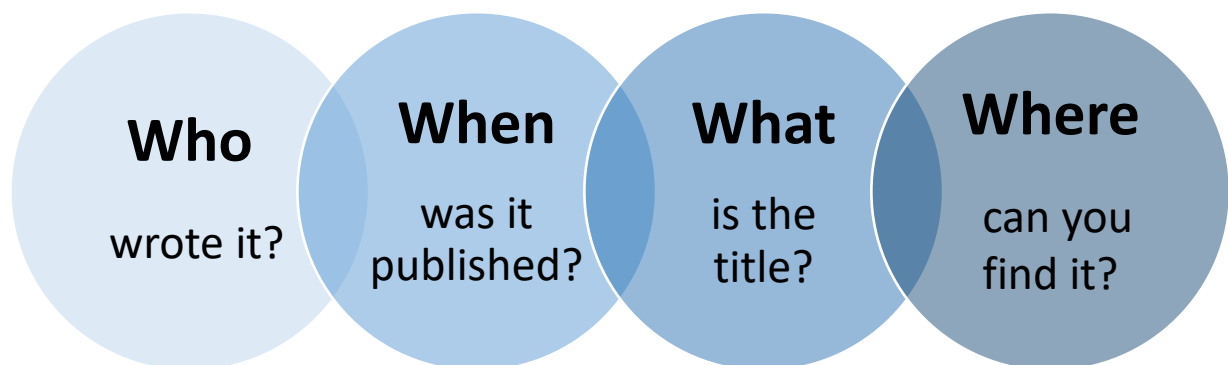 Who
wrote it?
When
was it
published?
What
is the
title?
Where
can you
find it?